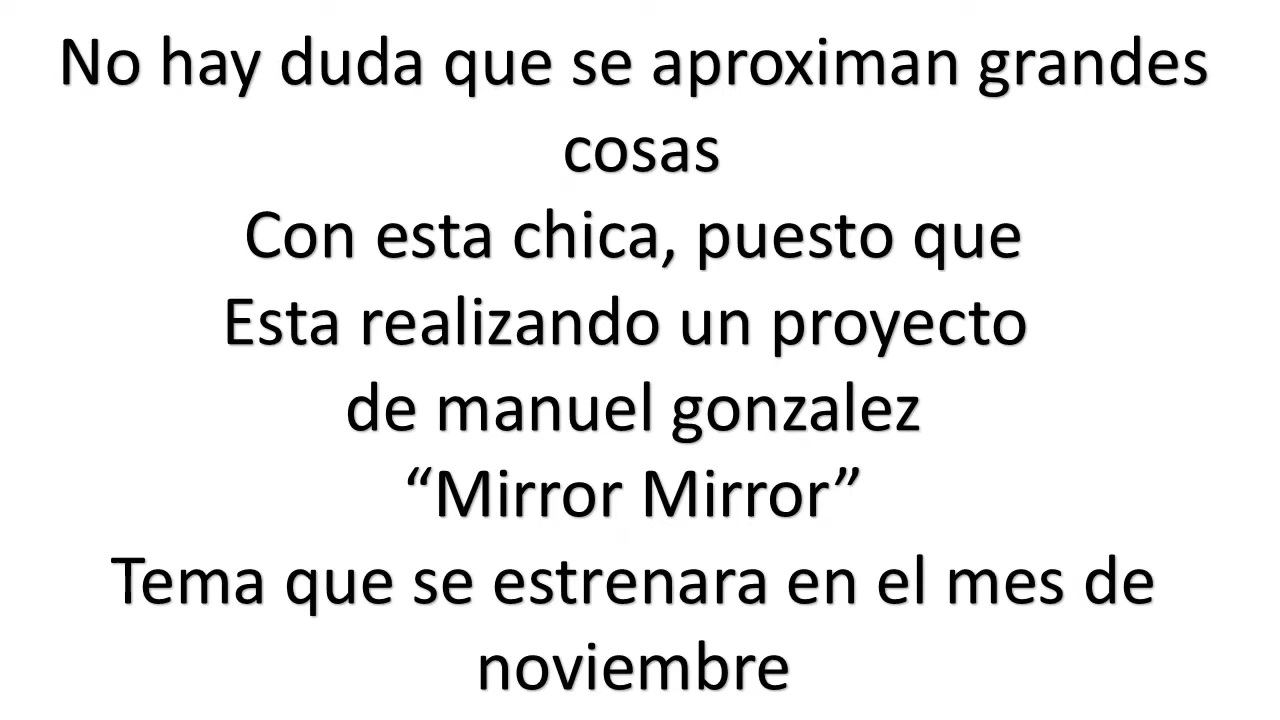 No hay duda que se aproximan grandes
cosas
Con esta chica, puesto que
Esta realizando un proyecto
de manuel gonzalez
“Mirror Mirror”
Tema que se estrenara en el mes de
noviembre